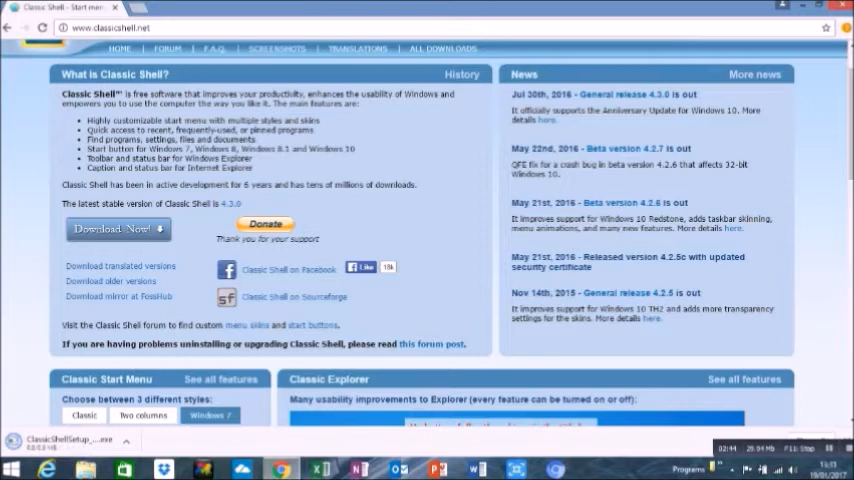 Classic Shell - Start men
www.classicshell.net
HOME
FORUM
F.A.Q.
SCREENSHOTS
TRANSLATIONS
ALL DOWNLOADS
What is Classic Shell?
History
Classic Shell™ is free software that improves your productivity, enhances the usability of Windows and
empowers you to use the computer the way you like it. The main features are:
Highly customizable start menu with multiple styles and skins
Quick access to recent, frequently-used, or pinned programs
Find programs, settings, files and documents
Start button for Windows 7, Windows 8, Windows 8.1 and Windows 10
Toolbar and status bar for Windows Explorer
Caption and status bar for Internet Explorer
Classic Shell has been in active development for 6 years and has tens of millions of downloads.
The latest stable version of Classic Shell is 4.3.0
Download Now!
Donate
Thank you for your support
Download translated versions
Download older versions
Download mirror at FossHub
Classic Shell on Facebook
Like
18k
sf
Classic Shell on Sourceforge
Visit the Classic Shell forum to find custom menu skins and start buttons.
If you are having problems uninstalling or upgrading Classic Shell, please read this forum post.
News
More news
Jul 30th, 2016 - General release 4.3.0 is out
It officially supports the Anniversary Update for Windows 10. More
Details here.
May 22nd, 2016 - Beta version 4.2.7 is out
QFE fix for a crash bug in beta version 4.2.6 that affects 32-bit
Windows 10.
May 21st, 2016 - Beta version 4.2.6 is out
It improves support for Windows 10 Redstone, adds taskbar skinning,
menu animations, and many new features. More details here.
May 21st, 2016 - Released version 4.2.5c with updated
security certificate
Nov 14th, 2015 - General release 4.2.5 is out
It improves support for Windows 10 TH2 and adds more transparency
settings for the skins. More details here.
Classic Start Menu
See all features
Choose between 3 different styles:
Classic
Two columns
Windows 7
Classic Explorer
See all features
Many usability improvements to Explorer (every feature can be turned on or off):
ClassicShellSetup_....exe
02:44
F11: Stop
Programs
19/01/2017